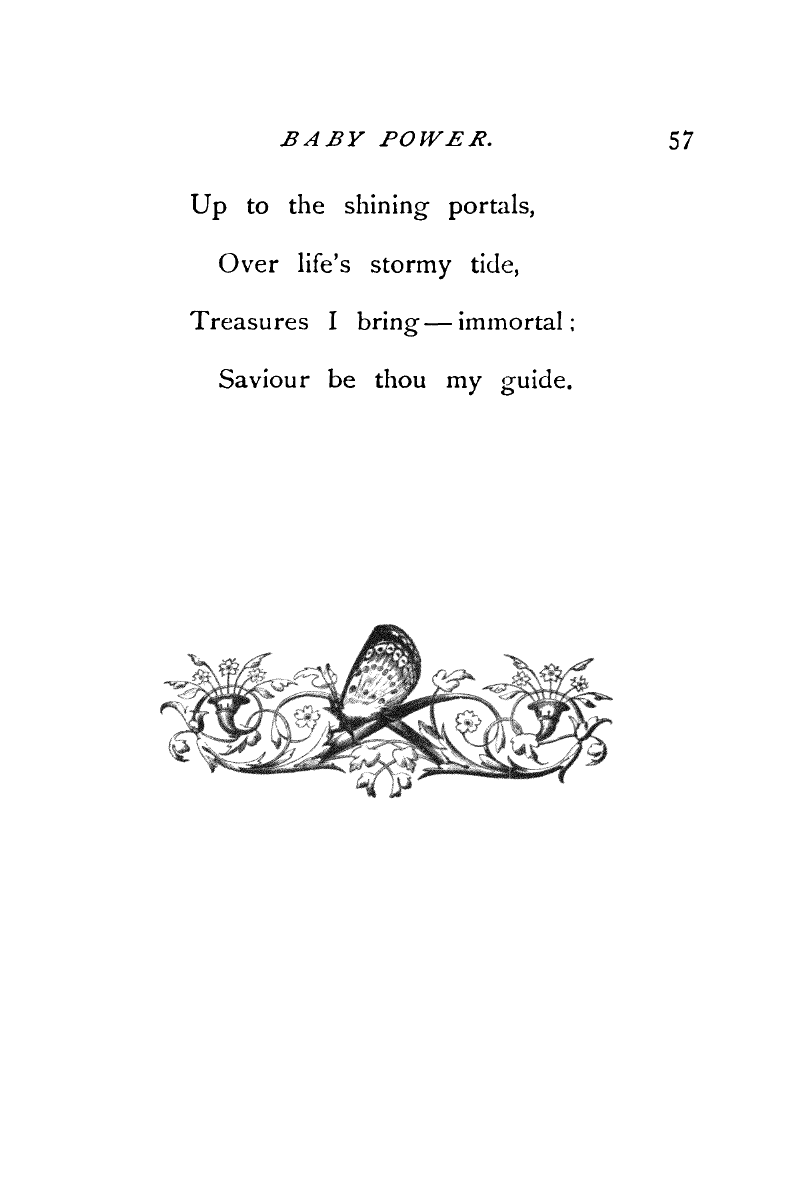 BABY POWER. 57
Up to the shining portals,
Over life's stormy tide,
Treasures I bring — immortal;
Saviour be thou my guide.